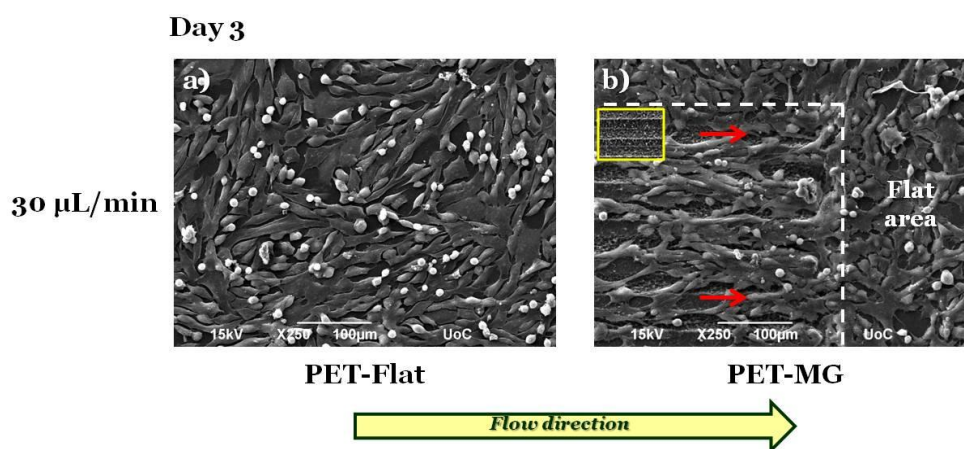 Day 3
a)
b)
30 µL/min
Flat
area
15kV X250 100µm UoC
15kV X250 100µm UoC
PET-Flat
PET-MG
Flow direction